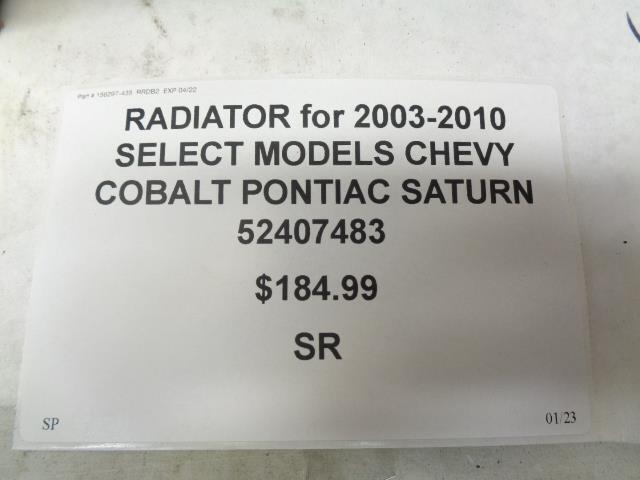 Part # 156297-435 RRDB2 EXP 04/22
RADIATOR for 2003-2010
SELECT MODELS CHEVY
COBALT PONTIAC SATURN
52407483
$184.99
SR
SP
01/23